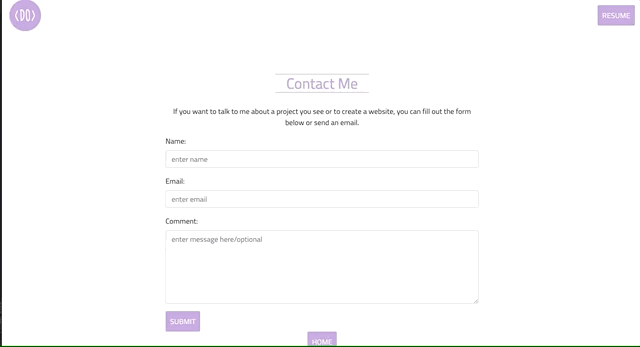 <DO>
RESUME
Contact Me
If you want to talk to me about a project you see or to create a website, you can fill out the form
below or send an email.
Name:
enter name
Email:
enter email
Comment:
enter message here/optional
SUBMIT
HOME